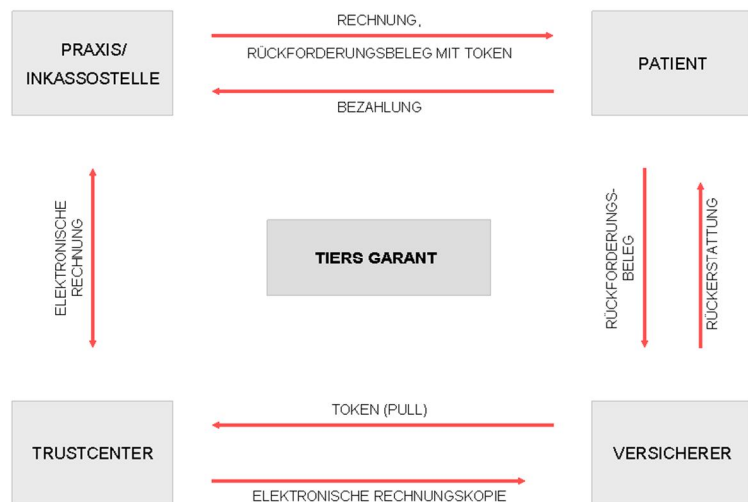 RECHNUNG,
RÜCKFORDERUNGSBELEG MIT TOKEN
PRAXIS/
INKASSOSTELLE
PATIENT
BEZAHLUNG
ELEKTRONISCHE
RECHNUNG
TIERS GARANT
RÜCKFORDERUNGS-
BELEG
RÜCKERSTATTUNG
TOKEN (PULL)
TRUSTCENTER
VERSICHERER
ELEKTRONISCHE RECHNUNGSKOPIE